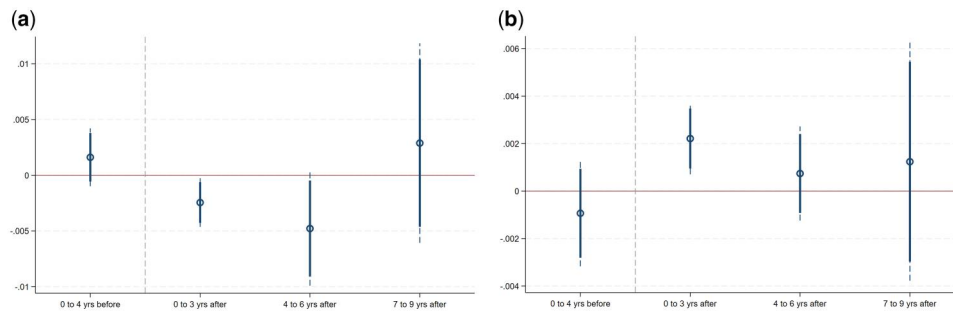 (a)
.01
.005
0
-.005
-.01
0 to 4 yrs before 0 to 3 yrs after 4 to 6 yrs after 7 to 9 yrs after
(b)
.006
.004
.002
0
-.002
-.004
0 to 4 yrs before 0 to 3 yrs after 4 to 6 yrs after 7 to 9 yrs after